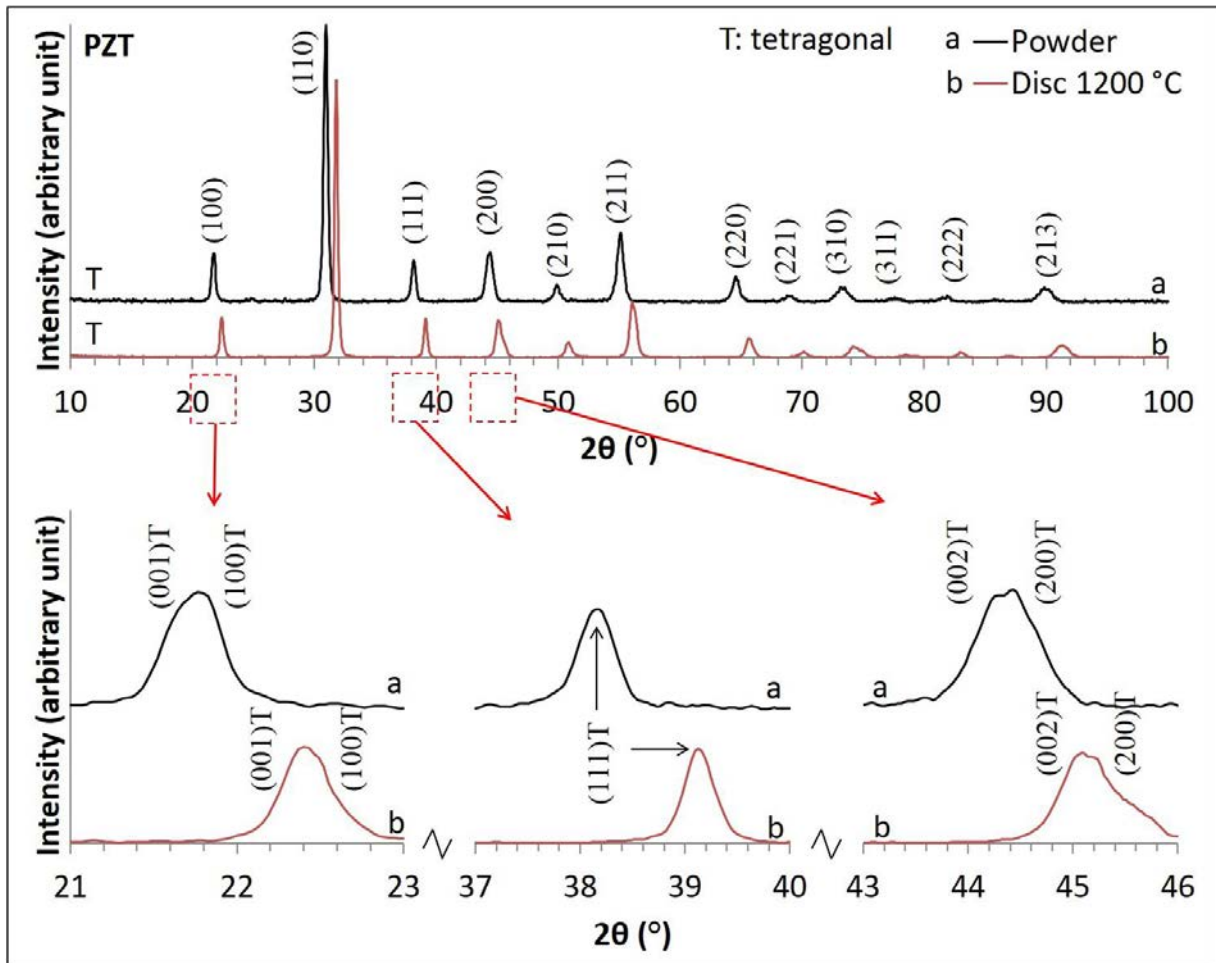 PZT
T: tetragonal
a Powder
b Disc 1200 °C
Intensity (arbitrary unit)
(100)
(110)
(111)
(200)
(210)
(211)
(220)
(221)
(310)
(311)
(222)
(213)
T
a
T
b
10 20 30 40 50 60 70 80 90 100
2θ (°)
Intensity (arbitrary unit)
(001)T
(100)T
a
(001)T
(100)T
b
(111)T
a
b
(002)T
(200)T
a
(002)T
(200)T
b
21 22 23 37 38 39 40 43 44 45 46
2θ (°)